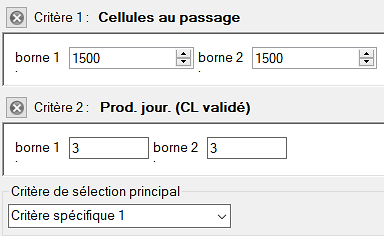 Critère 1 : Cellules au passage
borne 1 : 1500 borne 2 : 1500
Critère 2 : Prod. jour. (CL validé)
borne 1 : 3 borne 2 : 3
Critère de sélection principal
Critère spécifique 1